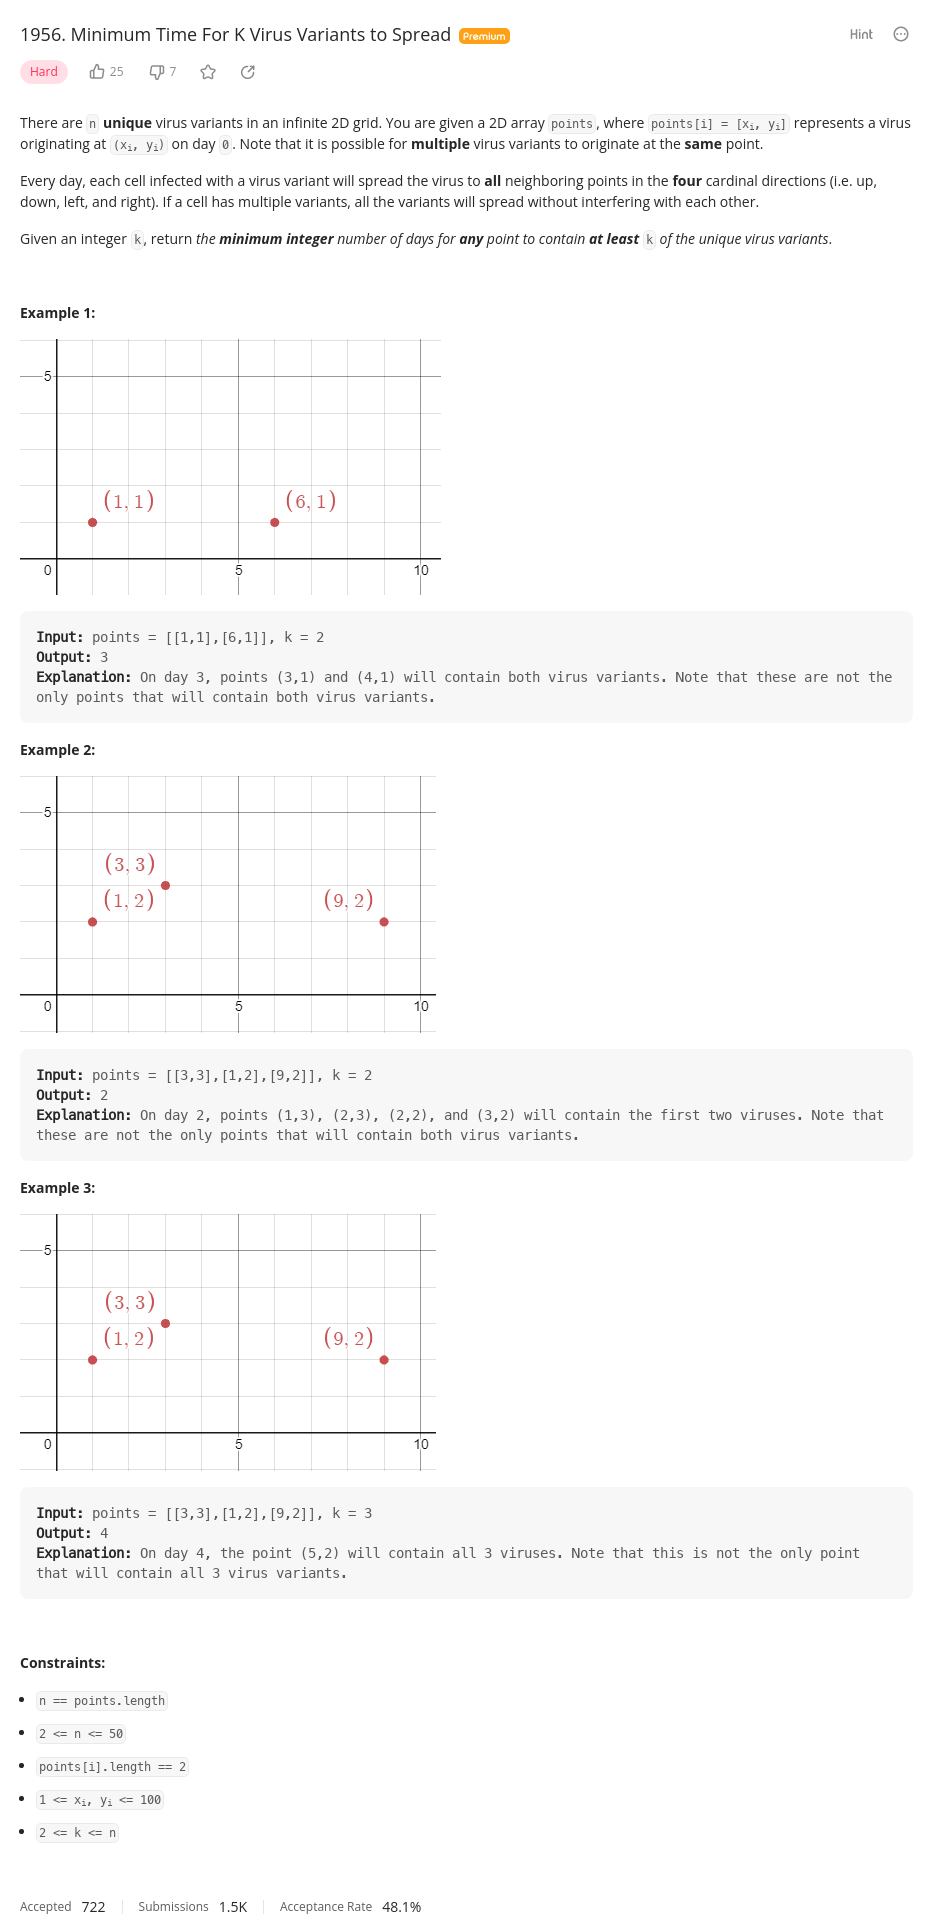 1956. Minimum Time For K Virus Variants to Spread Premium Hint
Hard 25 7
There are n unique virus variants in an infinite 2D grid. You are given a 2D array points, where points[i] = [xᵢ, yᵢ] represents a virus
originating at (xᵢ, yᵢ) on day 0. Note that it is possible for multiple virus variants to originate at the same point.
Every day, each cell infected with a virus variant will spread the virus to all neighboring points in the four cardinal directions (i.e. up,
down, left, and right). If a cell has multiple variants, all the variants will spread without interfering with each other.
Given an integer k, return the minimum integer number of days for any point to contain at least k of the unique virus variants.
Example 1:
5
(1, 1) (6, 1)
0 5 10
Input: points = [[1,1],[6,1]], k = 2
Output: 3
Explanation: On day 3, points (3,1) and (4,1) will contain both virus variants. Note that these are not the
only points that will contain both virus variants.
Example 2:
5
(3, 3)
(1, 2) (9, 2)
0 5 10
Input: points = [[3,3],[1,2],[9,2]], k = 2
Output: 2
Explanation: On day 2, points (1,3), (2,3), (2,2), and (3,2) will contain the first two viruses. Note that
these are not the only points that will contain both virus variants.
Example 3:
5
(3, 3)
(1, 2) (9, 2)
0 5 10
Input: points = [[3,3],[1,2],[9,2]], k = 3
Output: 4
Explanation: On day 4, the point (5,2) will contain all 3 viruses. Note that this is not the only point
that will contain all 3 virus variants.
Constraints:
• n == points.length
• 2 <= n <= 50
• points[i].length == 2
• 1 <= xᵢ, yᵢ <= 100
• 2 <= k <= n
Accepted 722 Submissions 1.5K Acceptance Rate 48.1%